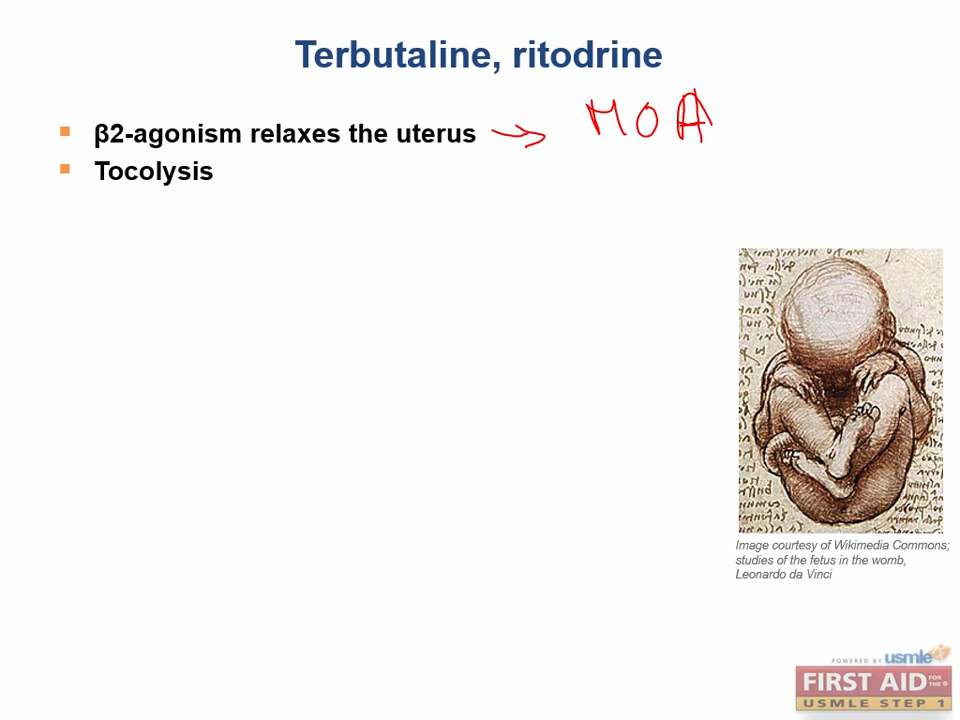 Terbutaline, ritodrine
β2-agonism relaxes the uterus → MOA
Tocolysis
Image courtesy of Wikimedia Commons;
studies of the fetus in the womb,
Leonardo da Vinci
POWERED BY usmle
FIRST AID FOR THE®
USMLE STEP 1